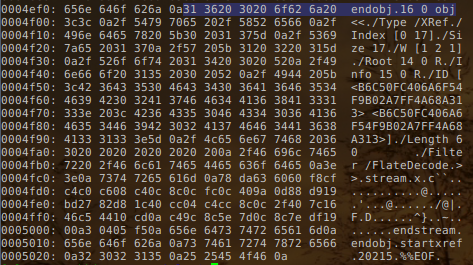 0004ef0: 656e 646f 626a 0a31 3620 3020 6f62 6a20 endobj.16 0 obj
0004f00: 3c3c 0a2f 5479 7065 202f 5852 6566 0a2f <<./Type /XRef./
0004f10: 496e 6465 7820 5b30 2031 375d 0a2f 5369 Index [0 17]./Si
0004f20: 7a65 2031 370a 2f57 205b 3120 3220 315d ze 17./W [1 2 1]
0004f30: 0a2f 526f 6f74 2031 3420 3020 520a 2f49 ./Root 14 0 R./I
0004f40: 6e66 6f20 3135 2030 2052 0a2f 4944 205b nfo 15 0 R./ID [
0004f50: 3c42 3643 3530 4643 3430 3641 3646 3534 <B6C50FC406A6F54
0004f60: 4639 4230 3241 3746 4634 4136 3841 3331 F9B02A7FF4A68A31
0004f70: 333e 203c 4236 4335 3046 4334 3036 4136 3> <B6C50FC406A6
0004f80: 4635 3446 3942 3032 4137 4646 3441 3638 F54F9B02A7FF4A68
0004f90: 4133 3133 3e5d 0a2f 4c65 6e67 7468 2036 A313>]./Length 6
0004fa0: 3020 2020 2020 2020 200a 2f46 696c 7465 0         ./Filte
0004fb0: 7220 2f46 6c61 7465 4465 636f 6465 0a3e r /FlateDecode.>
0004fc0: 3e0a 7374 7265 616d 0a78 da63 6060 f8cf >.stream.x.c``..
0004fd0: c4c0 c608 c40c 8c0c fc0c 409a 0d88 d919 ..........@.....
0004fe0: bd27 82d8 1c40 cc04 c4cc 8c0c 2f40 7c16 .'...@....../@|.
0004ff0: 46c5 4410 cd0a c49c 8c5e 7d0c 8c7e df19 F.D......^}..~..
0005000: 00a3 0405 f50a 656e 6473 7472 6561 6d0a ......endstream.
0005010: 656e 646f 626a 0a73 7461 7274 7872 6566 endobj.startxref
0005020: 0a32 3032 3135 0a25 2545 4f46 0a .20215.%%EOF.